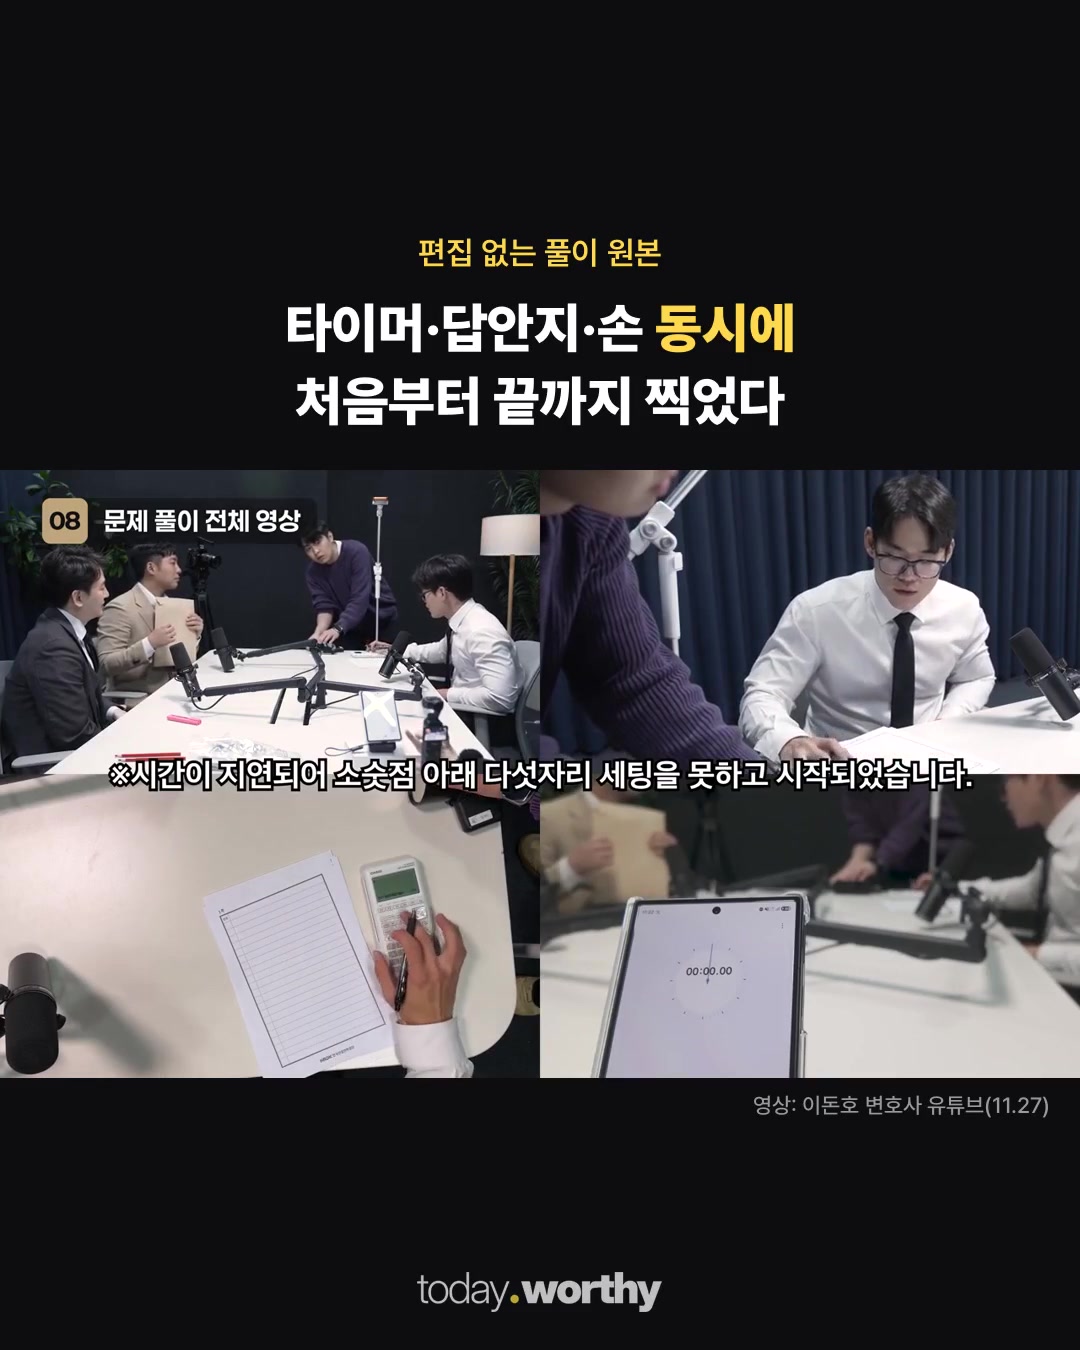 편집 없는 풀이 원본
타이머·답안지·손 동시에
처음부터 끝까지 찍었다
08 문제 풀이 전체 영상
※시간이 지연되어 소숫점 아래 다섯자리 세팅을 못하고 시작되었습니다.
00:00.00
영상: 이돈호 변호사 유튜브(11.27)
today.worthy